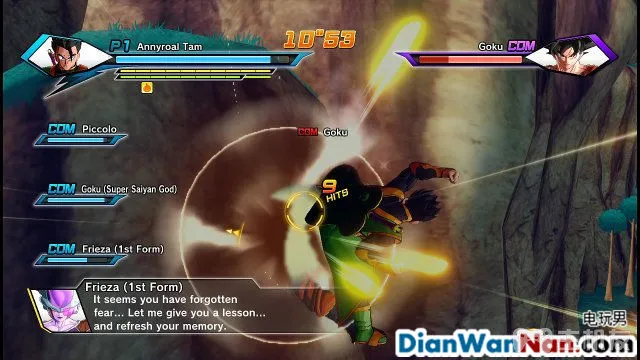 P1 Annyroal Tam
10"53
Goku COM
COM Piccolo
COM Goku
COM Goku (Super Saiyan God)
9
HITS
COM Frieza (1st Form)
Frieza (1st Form)
It seems you have forgotten
fear... Let me give you a lesson...
and refresh your memory.
电玩男
DianWanNan.com